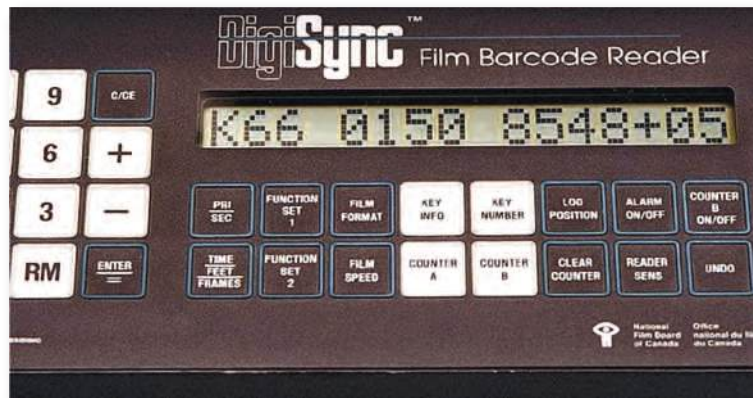 DigiSync™ Film Barcode Reader
K66 0150 8548+05
9 C/CE
6 +
3 −
RM ENTER =
PRI SEC
FUNCTION SET 1
FILM FORMAT
KEY INFO
KEY NUMBER
LOG POSITION
ALARM ON/OFF
COUNTER B ON/OFF
TIME FEET FRAMES
FUNCTION SET 2
FILM SPEED
COUNTER A
COUNTER B
CLEAR COUNTER
READER SENS
UNDO
National Film Board of Canada
Office national du fil
du Canada